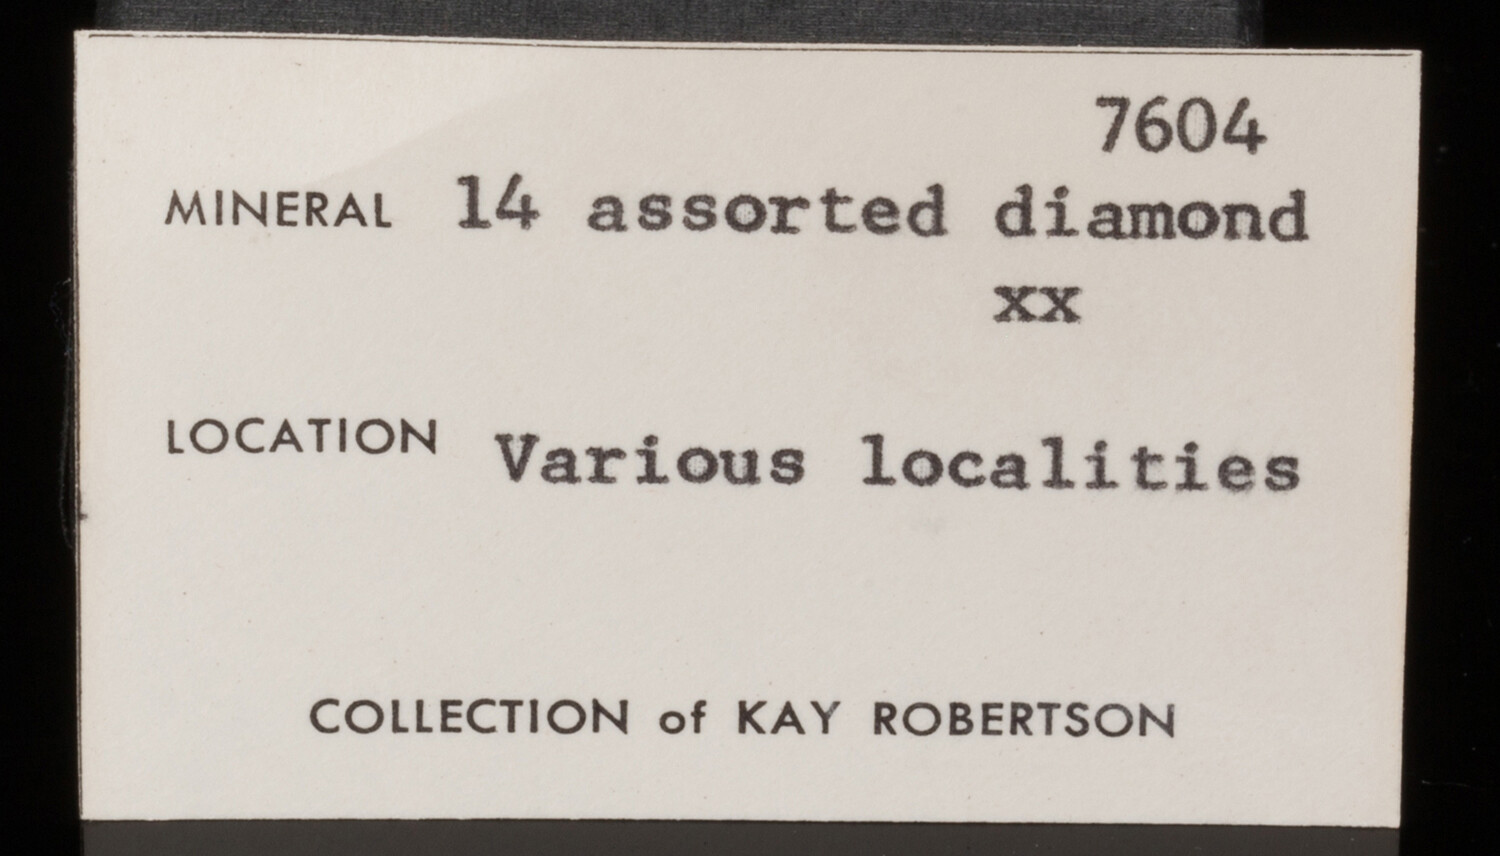 7604
MINERAL 14 assorted diamond
xx
LOCATION Various localities
COLLECTION of KAY ROBERTSON